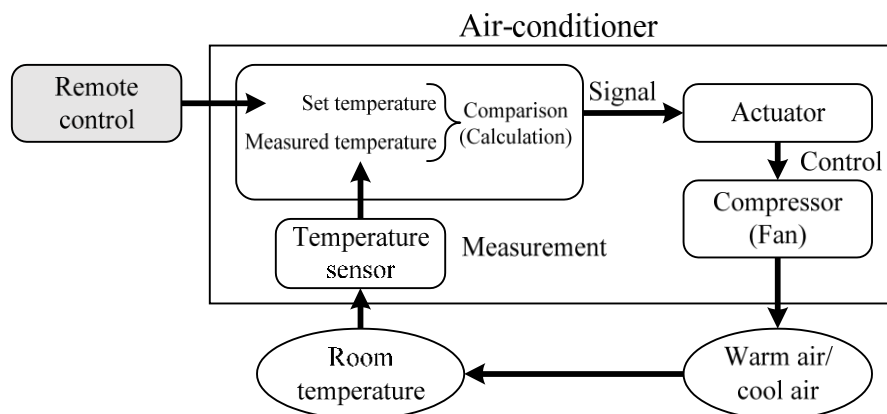 Air-conditioner
Remote
control
Set temperature
Measured temperature
Comparison
(Calculation)
Signal
Actuator
Control
Compressor
(Fan)
Temperature
sensor
Measurement
Room
temperature
Warm air/
cool air